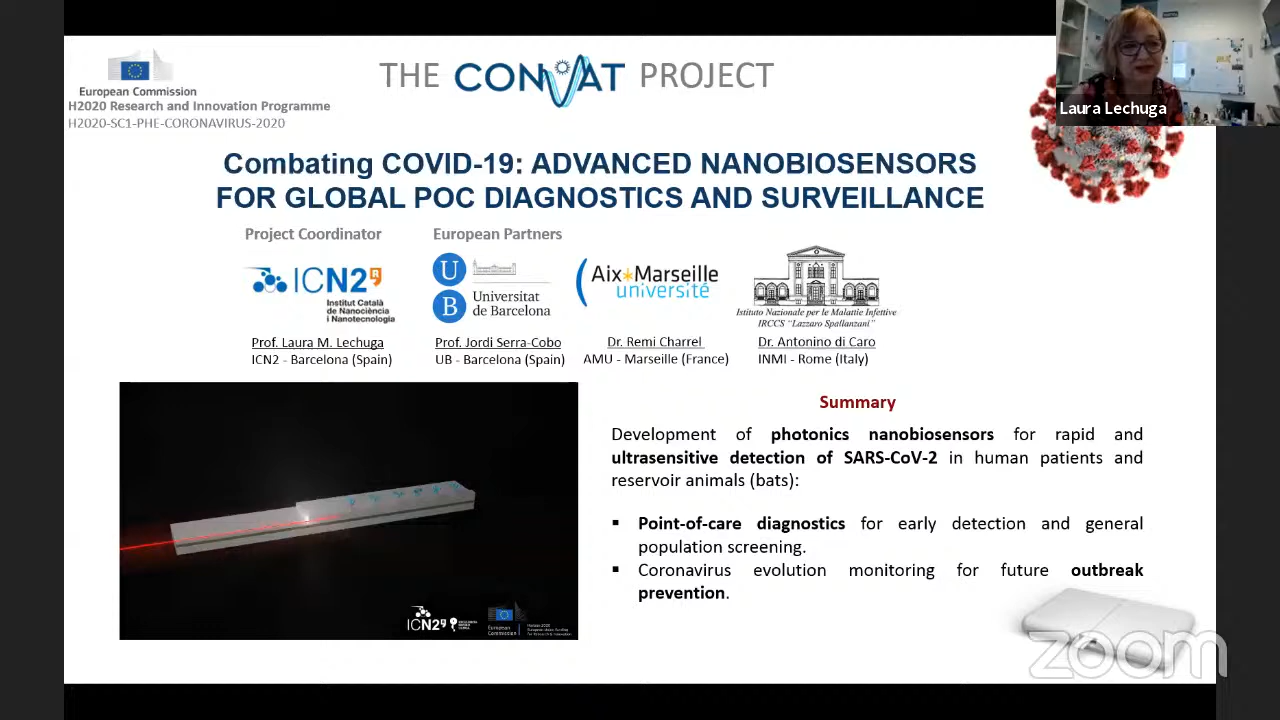 Laura Lechuga
European Commission
H2020 Research and Innovation Programme
H2020-SC1-PHE-CORONAVIRUS-2020
THE CONVAT PROJECT
Combating COVID-19: ADVANCED NANOBIOSENSORS
FOR GLOBAL POC DIAGNOSTICS AND SURVEILLANCE
Project Coordinator
European Partners
ICN2
Institut Català
de Nanociència
i Nanotecnologia
U
B
Universitat
de Barcelona
Aix*Marseille
université
Istituto Nazionale per le Malattie Infettive
IRCCS "Lazzaro Spallanzani"
Prof. Laura M. Lechuga
ICN2 - Barcelona (Spain)
Prof. Jordi Serra-Cobo
UB - Barcelona (Spain)
Dr. Remi Charrel
AMU - Marseille (France)
Dr. Antonino di Caro
INMI - Rome (Italy)
Summary
Development of photonics nanobiosensors for rapid and
ultrasensitive detection of SARS-CoV-2 in human patients and
reservoir animals (bats):
▪ Point-of-care diagnostics for early detection and general
population screening.
▪ Coronavirus evolution monitoring for future outbreak
prevention.
ICN2
European
Commission
zoom